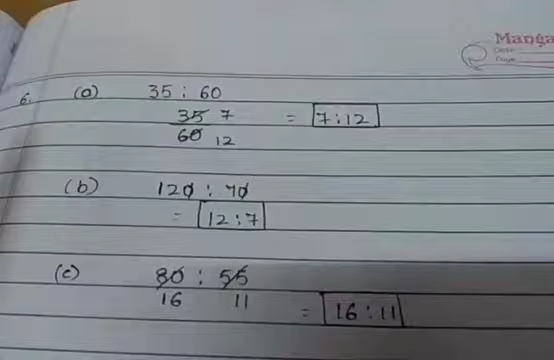 Manga
6. (a) 35 : 60
35 7
60 12 = 7:12
(b) 120 : 70
= 12:7
(c) 80 : 55
16 11 = 16:11